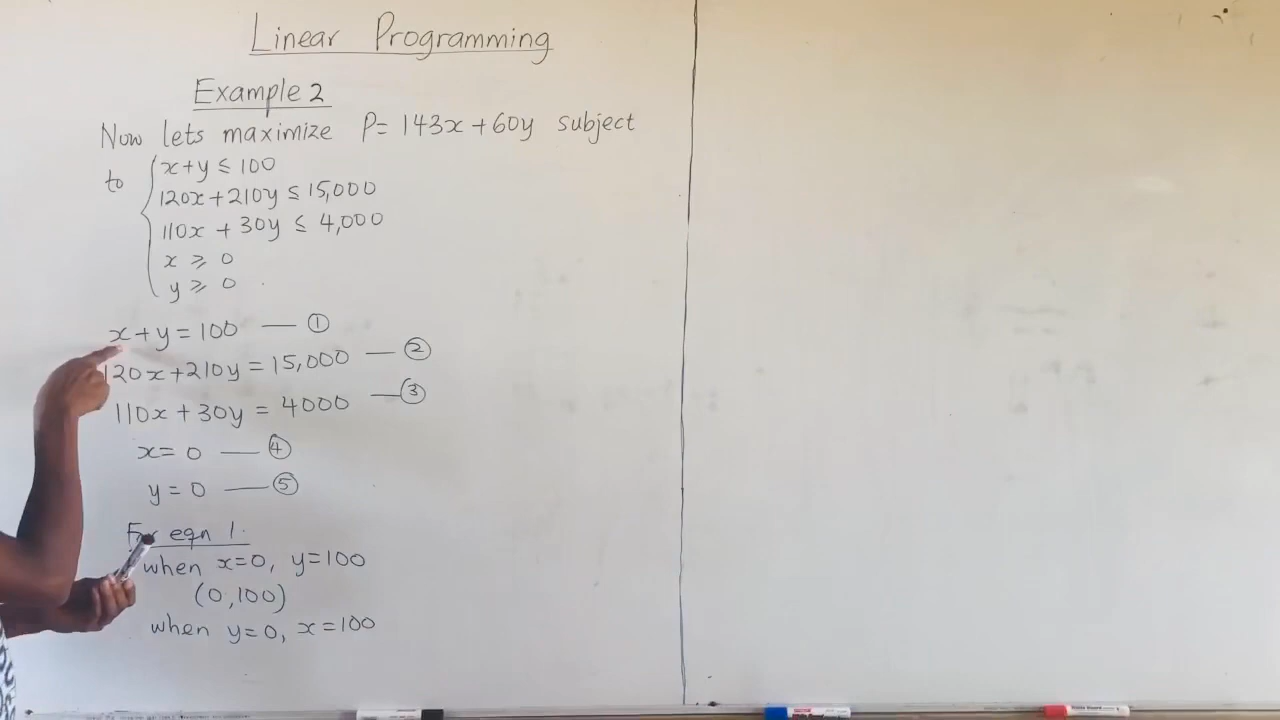 Linear Programming
Example 2
Now lets maximize P= 143x+60y subject
to
x+y ≤ 100
120x+210y ≤ 15,000
110x + 30y ≤ 4,000
x ⩾ 0
y ⩾ 0
x+y = 100 — ①
120x+210y = 15,000 — ②
110x+30y = 4000 — ③
x= 0 — ④
y = 0 — ⑤
For eqn 1.
when x=0, y=100
(0,100)
when y=0, x=100